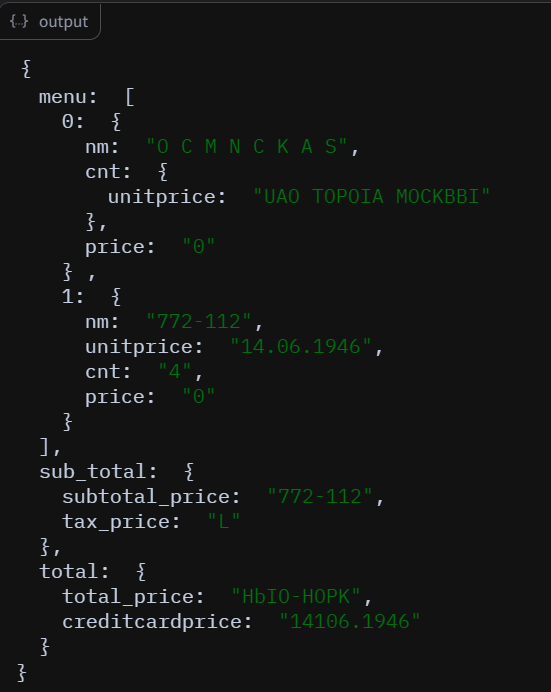 {..} output
{
menu: [
0: {
nm: "O C M N C K A S",
cnt: {
unitprice: "UAO TOPOIA MOCKBBI"
},
price: "0"
} ,
1: {
nm: "772-112",
unitprice: "14.06.1946",
cnt: "4",
price: "0"
}
],
sub_total: {
subtotal_price: "772-112",
tax_price: "L"
},
total: {
total_price: "HbIO-HOPK",
creditcardprice: "14106.1946"
}
}